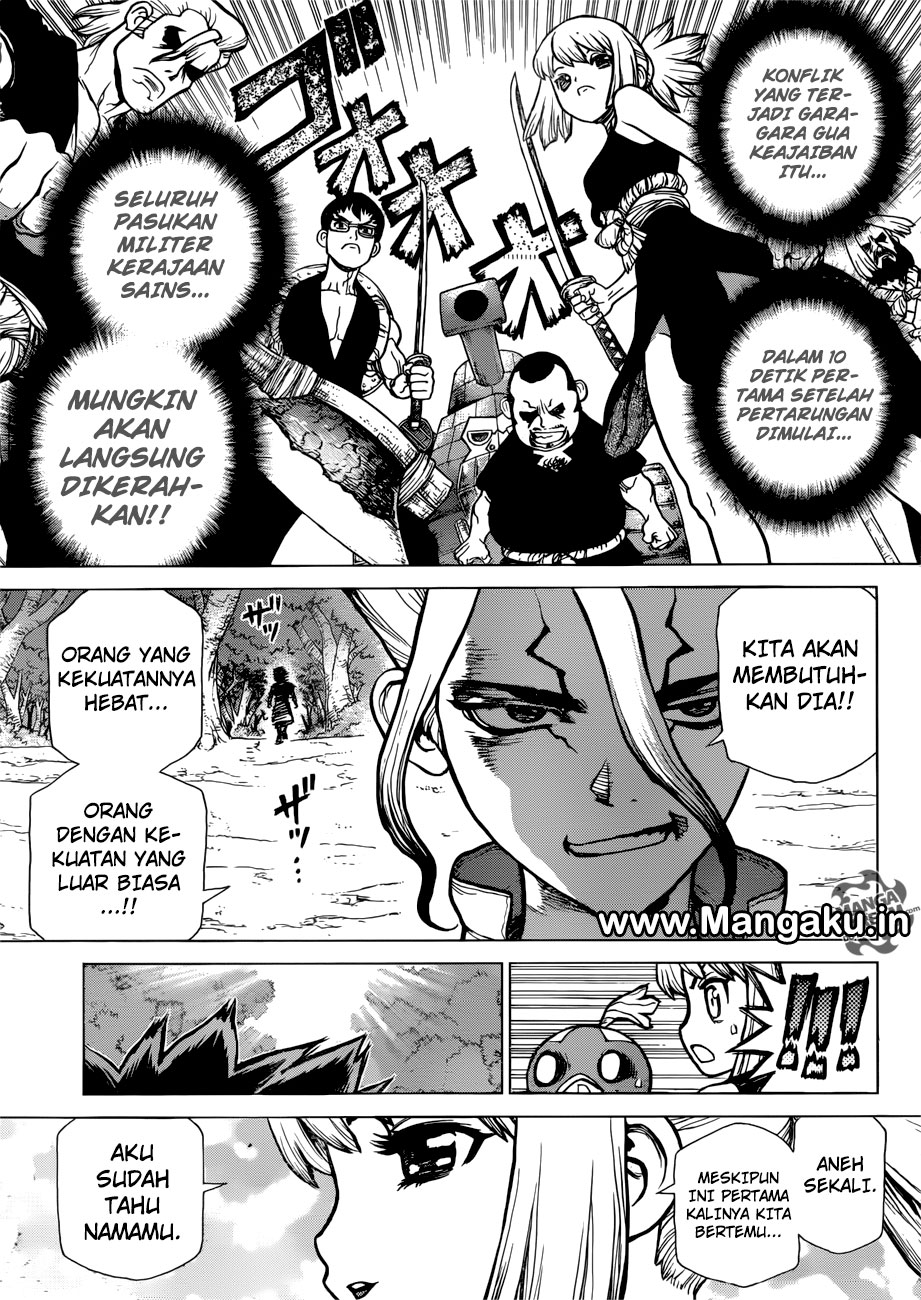 KONFLIK
YANG TER-
JADI GARA-
GARA GUA
KEAJAIBAN
ITU...
DALAM 10
DETIK PER-
TAMA SETELAH
PERTARUNGAN
DIMULAI...
ゴオオオ
SELURUH
PASUKAN
MILITER
KERAJAAN
SAINS...
MUNGKIN
AKAN
LANGSUNG
DIKERAH-
KAN!!
KITA AKAN
MEMBUTUH-
KAN DIA!!
ザッ
ザッ
ORANG YANG
KEKUATANNYA
HEBAT...
ORANG
DENGAN KE-
KUATAN YANG
LUAR BIASA
...!!
www.Mangaku.in
!!!
ANEH
SEKALI.
MESKIPUN
INI PERTAMA
KALINYA KITA
BERTEMU...
AKU
SUDAH
TAHU
NAMAMU.